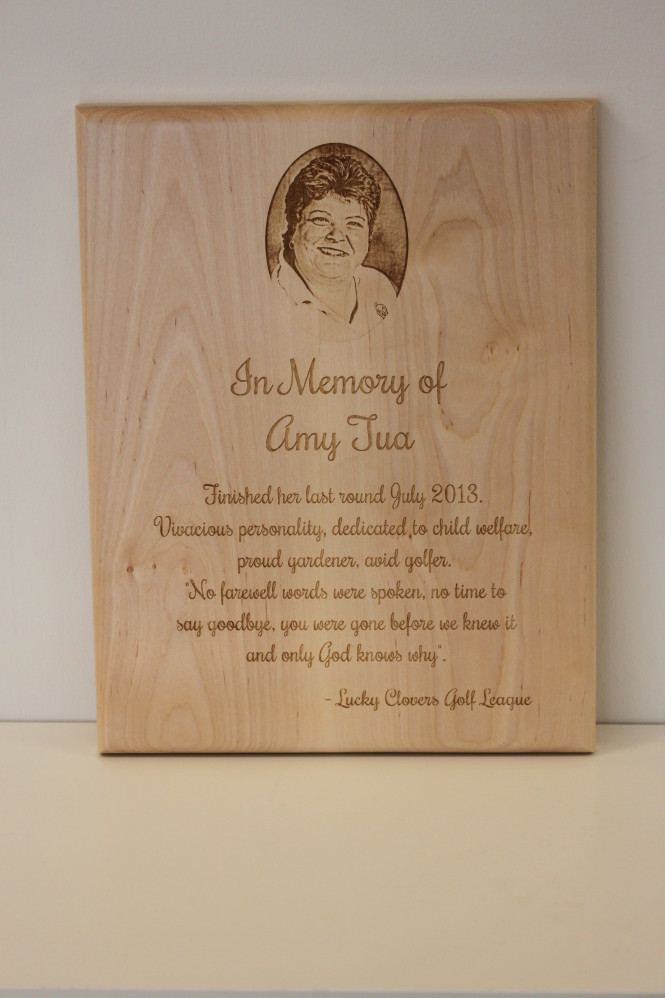 In Memory of
Amy Tua
Finished her last round July 2013.
Vivacious personality, dedicated to child welfare,
proud gardener, avid golfer.
"No farewell words were spoken, no time to
say goodbye, you were gone before we knew it
and only God knows why".
- Lucky Clovers Golf League